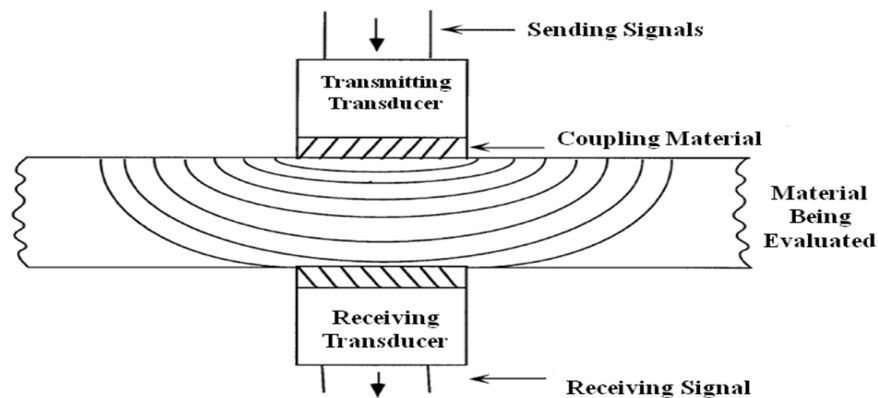 Sending Signals
Transmitting
Transducer
Coupling Material
Material
Being
Evaluated
Receiving
Transducer
Receiving Signal